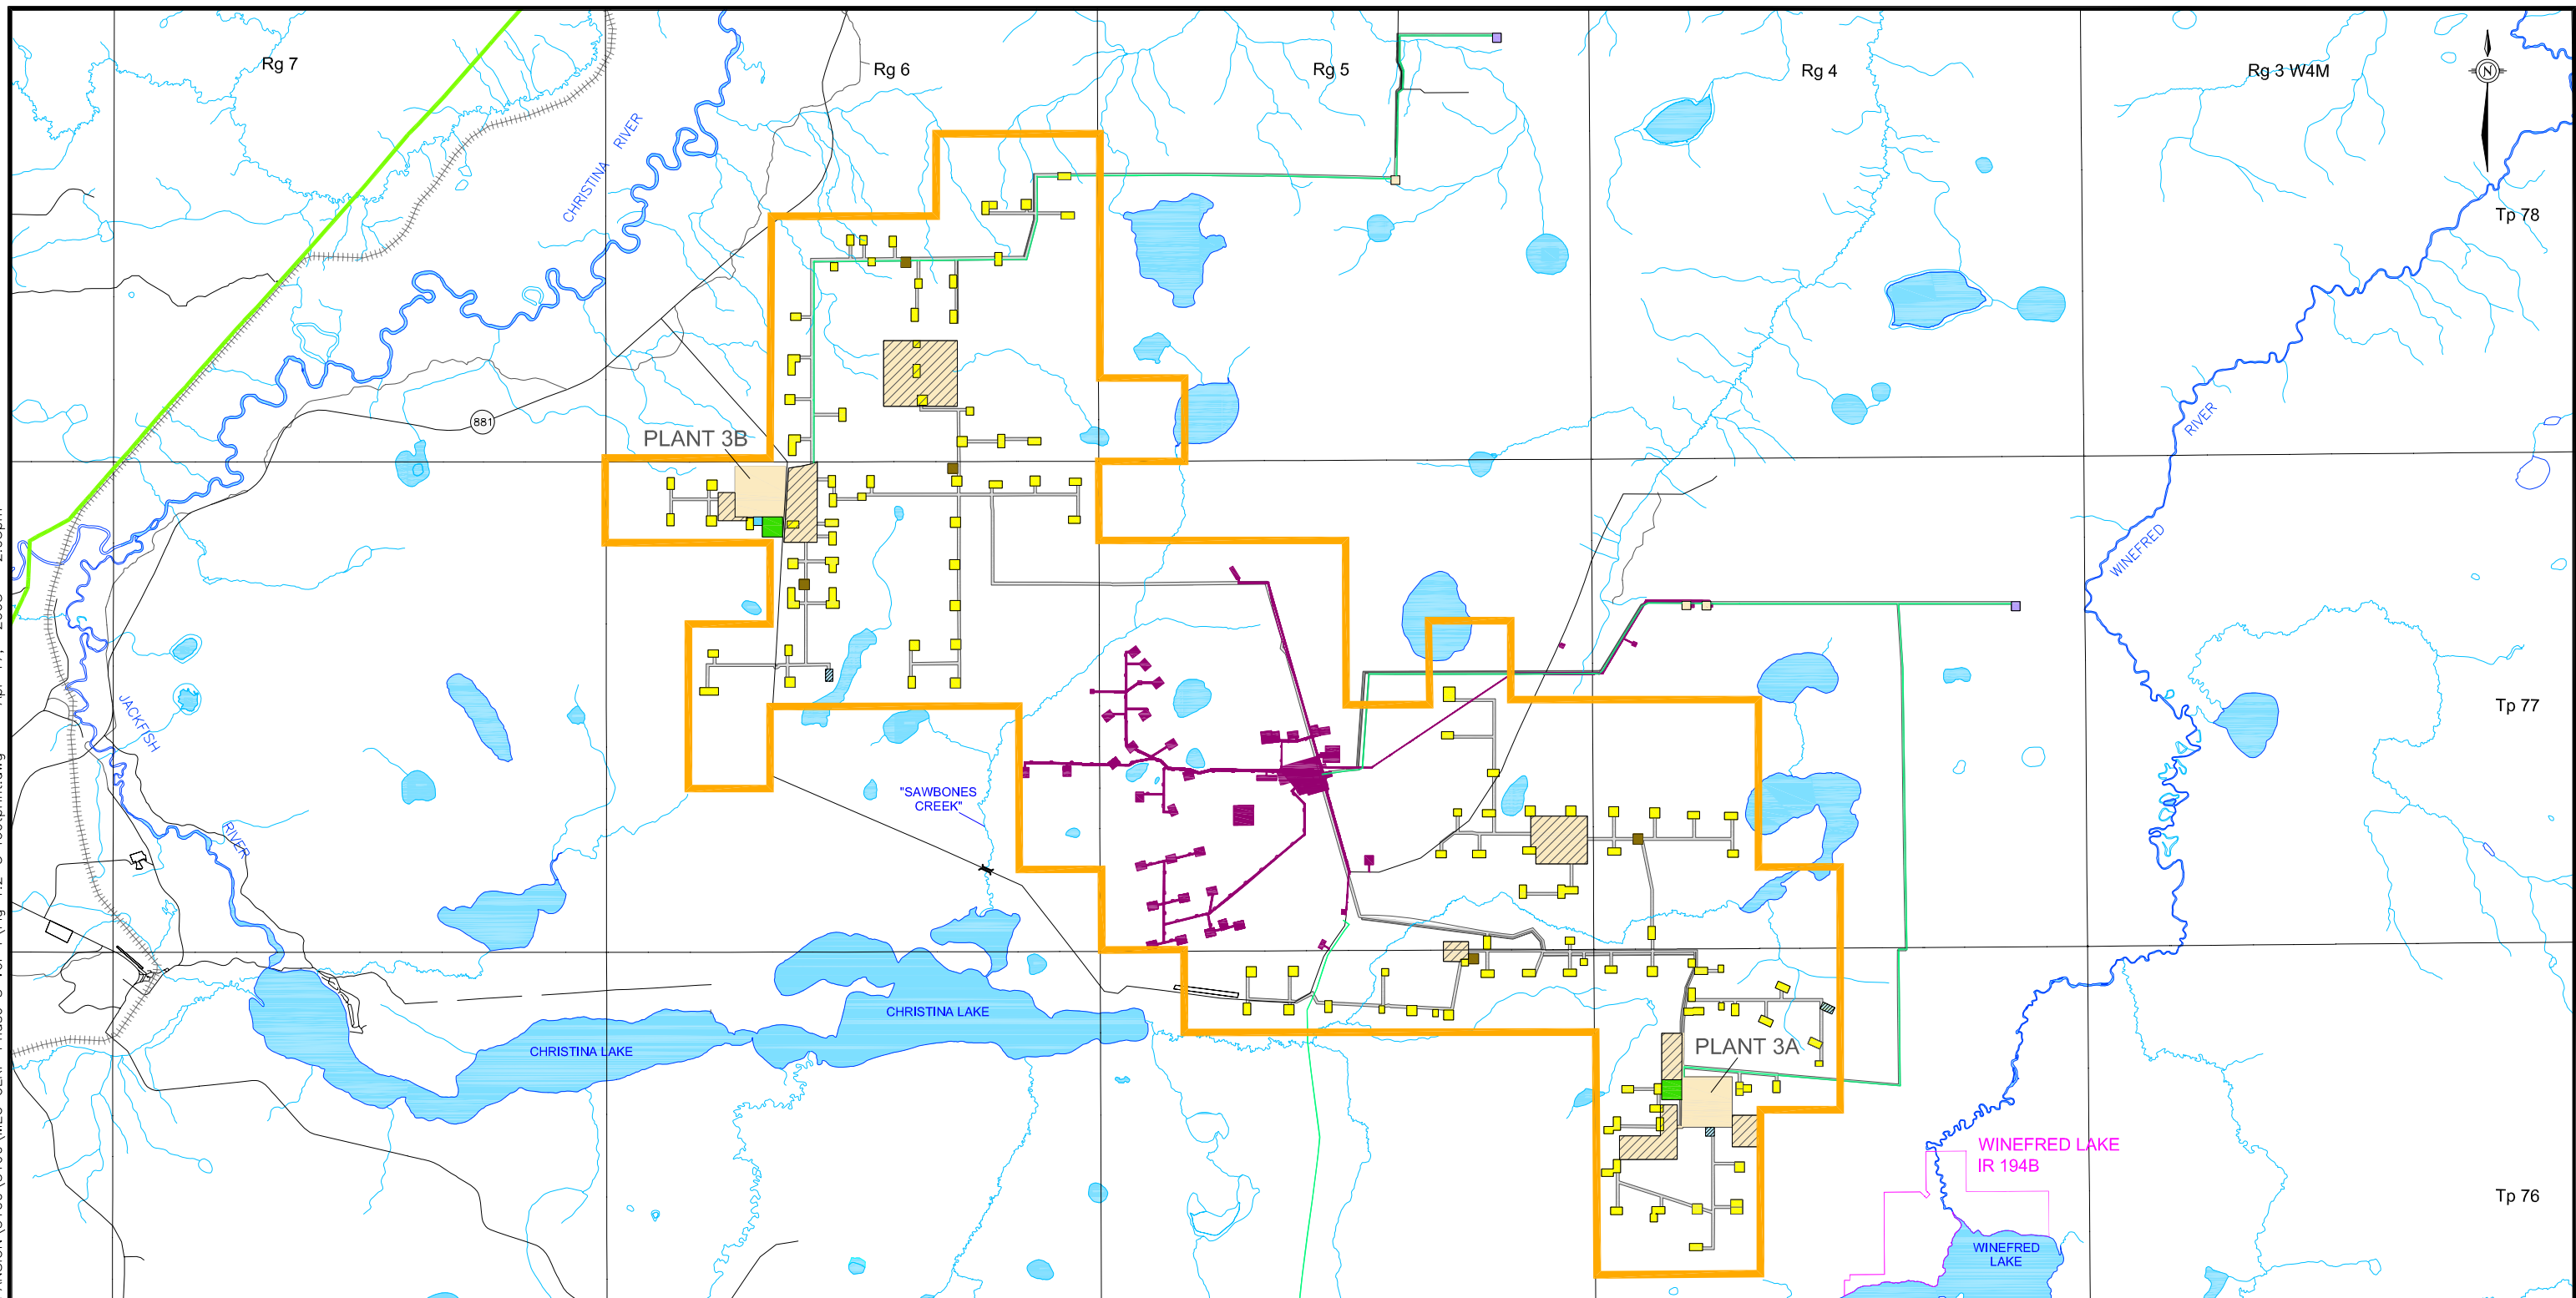 Rg 7
Rg 6
Rg 5
Rg 4
Rg 3 W4M
N
CHRISTINA RIVER
Tp 78
881
PLANT 3B
RIVER
WINEFRED
JACKFISH
RIVER
Tp 77
"SAWBONES
CREEK"
CHRISTINA LAKE
CHRISTINA LAKE
PLANT 3A
WINEFRED LAKE
IR 194B
Tp 76
WINEFRED
LAKE